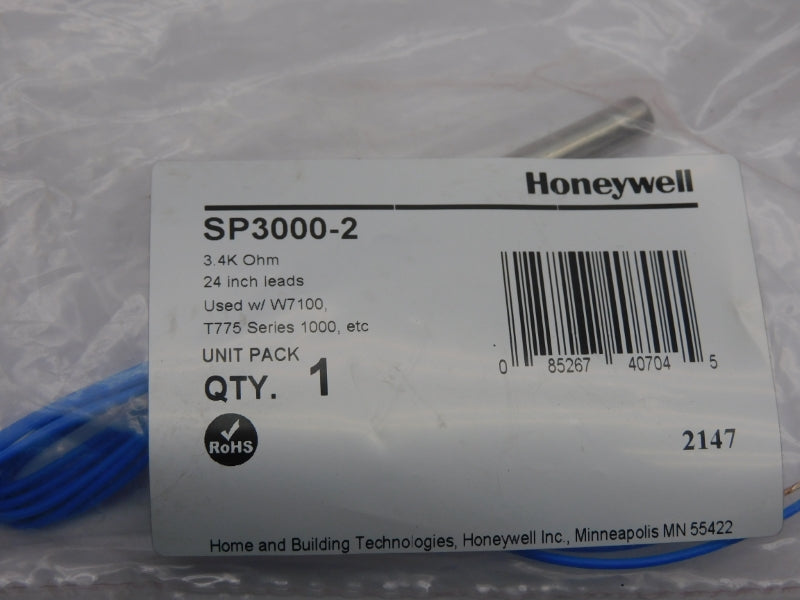 Honeywell
SP3000-2
3.4K Ohm
24 inch leads
Used w/ W7100,
T775 Series 1000, etc
UNIT PACK
QTY. 1
0 85267 40704 5
RoHS
2147
Home and Building Technologies, Honeywell Inc., Minneapolis MN 55422